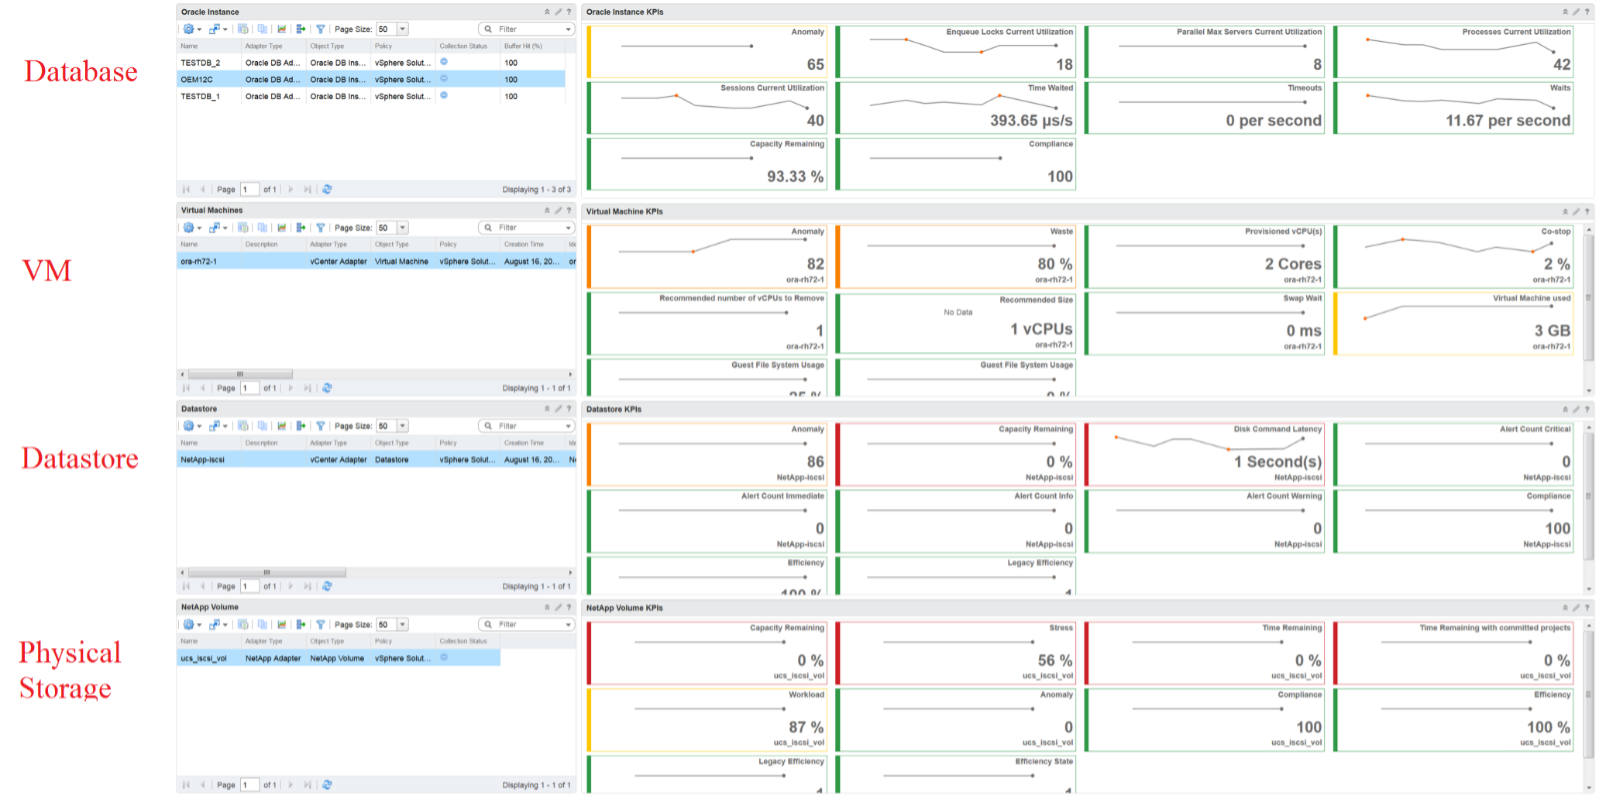 Database
VM
Datastore
Physical
Storage
Oracle Instance
Page Size: 50
Filter
Name Adapter Type Object Type Policy Collection Status Buffer Hit (%)
TESTDB_2 Oracle DB Ad... Oracle DB Ins... vSphere Solut... 100
OEM12C Oracle DB Ad... Oracle DB Ins... vSphere Solut... 100
TESTDB_1 Oracle DB Ad... Oracle DB Ins... vSphere Solut... 100
Page 1 of 1
Displaying 1 - 3 of 3
Oracle Instance KPIs
Anomaly
65
Enqueue Locks Current Utilization
18
Parallel Max Servers Current Utilization
8
Processes Current Utilization
42
Sessions Current Utilization
40
Time Waited
393.65 µs/s
Timeouts
0 per second
Waits
11.67 per second
Capacity Remaining
93.33 %
Compliance
100
Virtual Machines
Page Size: 50
Filter
Name Description Adapter Type Object Type Policy Creation Time Ide
ora-rh72-1 vCenter Adapter Virtual Machine vSphere Solut... August 16, 20... or
Page 1 of 1
Displaying 1 - 1 of 1
Virtual Machine KPIs
Anomaly
82
ora-rh72-1
Waste
80 %
ora-rh72-1
Provisioned vCPU(s)
2 Cores
ora-rh72-1
Co-stop
2 %
ora-rh72-1
Recommended number of vCPUs to Remove
1
ora-rh72-1
Recommended Size
No Data
1 vCPUs
ora-rh72-1
Swap Wait
0 ms
ora-rh72-1
Virtual Machine used
3 GB
ora-rh72-1
Guest File System Usage
Guest File System Usage
Datastore
Page Size: 50
Filter
Name Description Adapter Type Object Type Policy Creation Time Ide
NetApp-iscsi vCenter Adapter Datastore vSphere Solut... August 16, 20... N
Page 1 of 1
Displaying 1 - 1 of 1
Datastore KPIs
Anomaly
86
NetApp-iscsi
Capacity Remaining
0 %
NetApp-iscsi
Disk Command Latency
1 Second(s)
NetApp-iscsi
Alert Count Critical
0
NetApp-iscsi
Alert Count Immediate
0
NetApp-iscsi
Alert Count Info
0
NetApp-iscsi
Alert Count Warning
0
NetApp-iscsi
Compliance
100
NetApp-iscsi
Efficiency
100 %
Legacy Efficiency
NetApp Volume
Page Size: 50
Filter
Name Adapter Type Object Type Policy Collection Status
ucs_iscsi_vol NetApp Adapter NetApp Volume vSphere Solut...
Page 1 of 1
Displaying 1 - 1 of 1
NetApp Volume KPIs
Capacity Remaining
0 %
ucs_iscsi_vol
Stress
56 %
ucs_iscsi_vol
Time Remaining
0 %
ucs_iscsi_vol
Time Remaining with committed projects
0 %
ucs_iscsi_vol
Workload
87 %
ucs_iscsi_vol
Anomaly
0
ucs_iscsi_vol
Compliance
100
ucs_iscsi_vol
Efficiency
100 %
ucs_iscsi_vol
Legacy Efficiency
Efficiency State